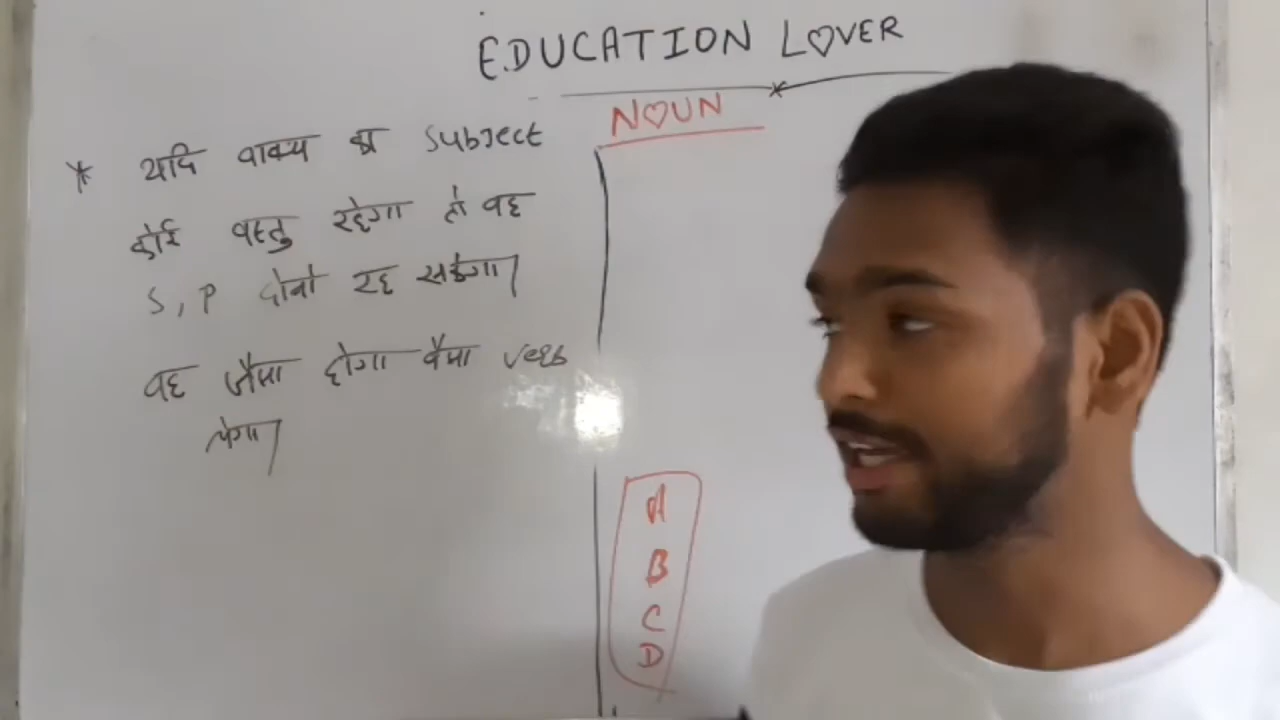 EDUCATION LOVER
NOUN
* यदि वाक्य का Subject
कोई वस्तु रहेगा तो वह
S, P दोनों रह सकेगा।
वह जैसा होगा वैसा verb
लेगा।
A
B
C
D